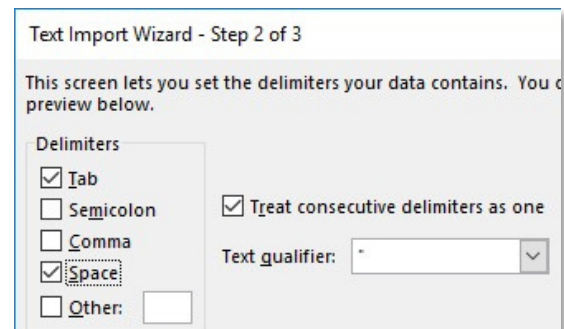 Text Import Wizard - Step 2 of 3
This screen lets you set the delimiters your data contains. You
preview below.
Delimiters
Tab
Semicolon
Treat consecutive delimiters as one
Comma
Text qualifier: "
Space
Other: